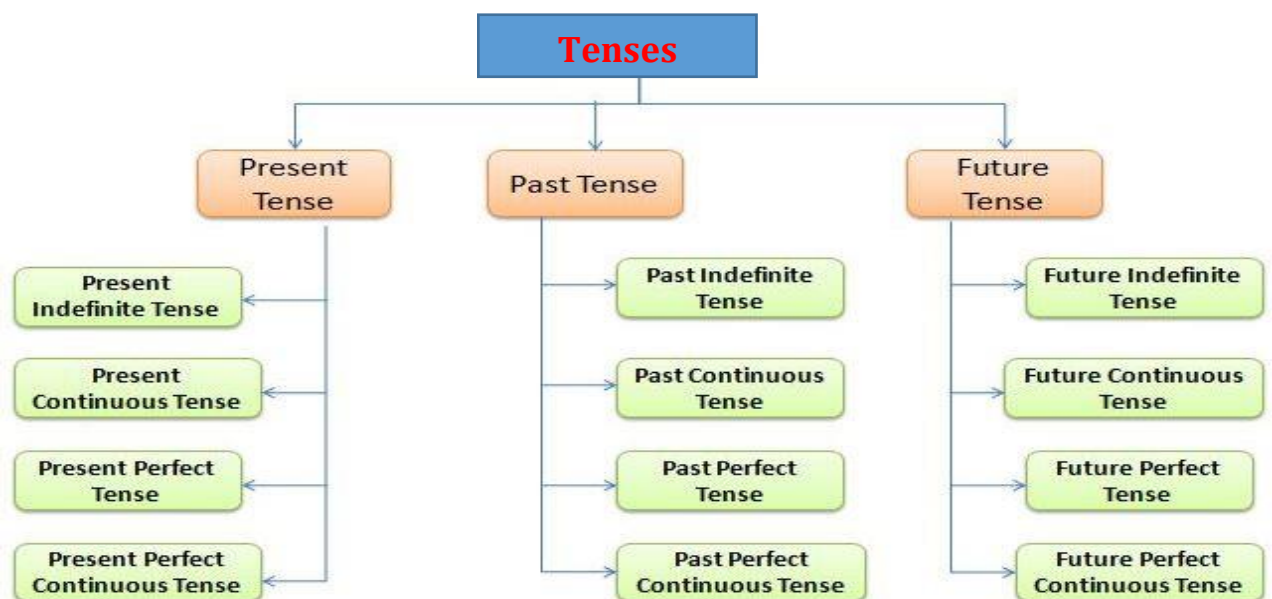 Tenses
Present
Tense
Past Tense
Future
Tense
Present
Indefinite Tense
Past Indefinite
Tense
Future Indefinite
Tense
Present
Continuous Tense
Past Continuous
Tense
Future Continuous
Tense
Present Perfect
Tense
Past Perfect
Tense
Future Perfect
Tense
Present Perfect
Continuous Tense
Past Perfect
Continuous Tense
Future Perfect
Continuous Tense